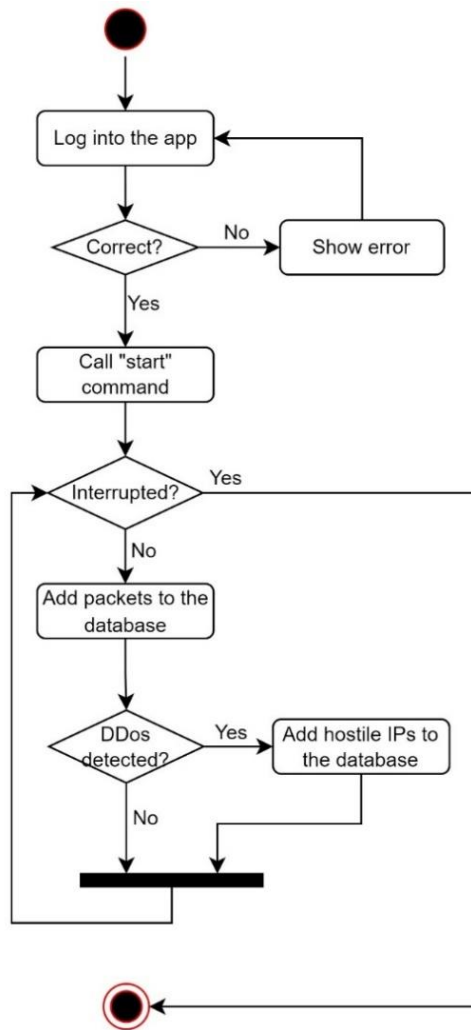 Log into the app
Correct?
No
Show error
Yes
Call "start"
command
Interrupted?
Yes
No
Add packets to the
database
DDos
detected?
Yes
Add hostile IPs to
the database
No